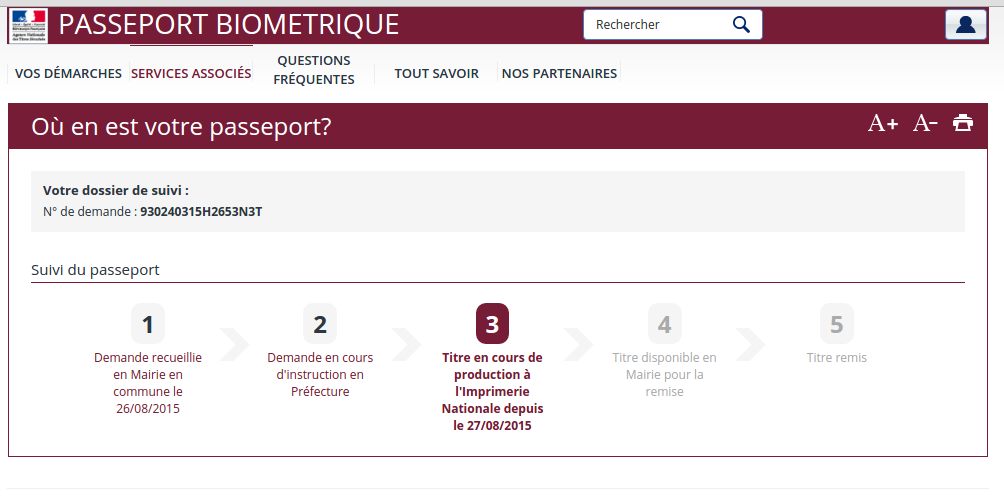 PASSEPORT BIOMETRIQUE
Rechercher
VOS DÉMARCHES
SERVICES ASSOCIÉS
QUESTIONS
FRÉQUENTES
TOUT SAVOIR
NOS PARTENAIRES
Où en est votre passeport?
A+ A-
Votre dossier de suivi :
N° de demande : 930240315H2653N3T
Suivi du passeport
1
Demande recueillie
en Mairie en
commune le
26/08/2015
2
Demande en cours
d'instruction en
Préfecture
3
Titre en cours de
production à
l'Imprimerie
Nationale depuis
le 27/08/2015
4
Titre disponible en
Mairie pour la
remise
5
Titre remis